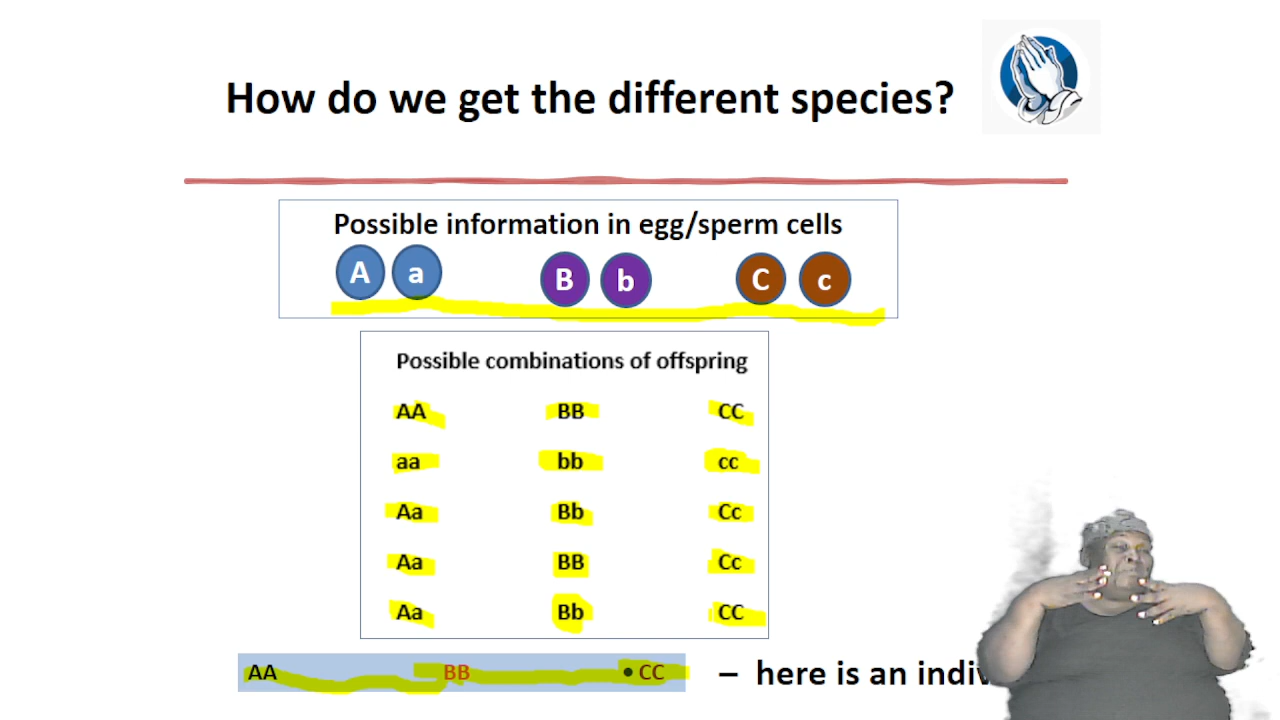 How do we get the different species?
Possible information in egg/sperm cells
A a B b C c
Possible combinations of offspring
AA BB CC
aa bb cc
Aa Bb Cc
Aa BB Cc
Aa Bb CC
AA BB • CC – here is an